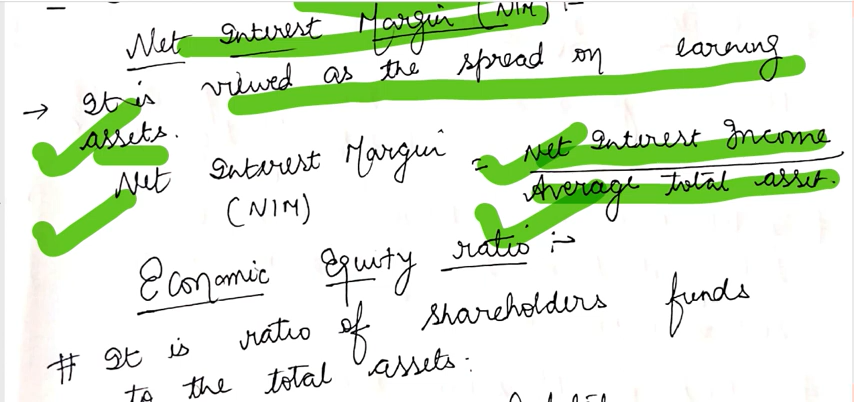 Net Interest Margin (NIM) :-
→ It is viewed as the spread on earning
assets.
Net Interest Margin = Net Interest Income
(NIM) Average total asset.
Economic Equity ratio :-
# It is ratio of shareholders funds
to the total assets: